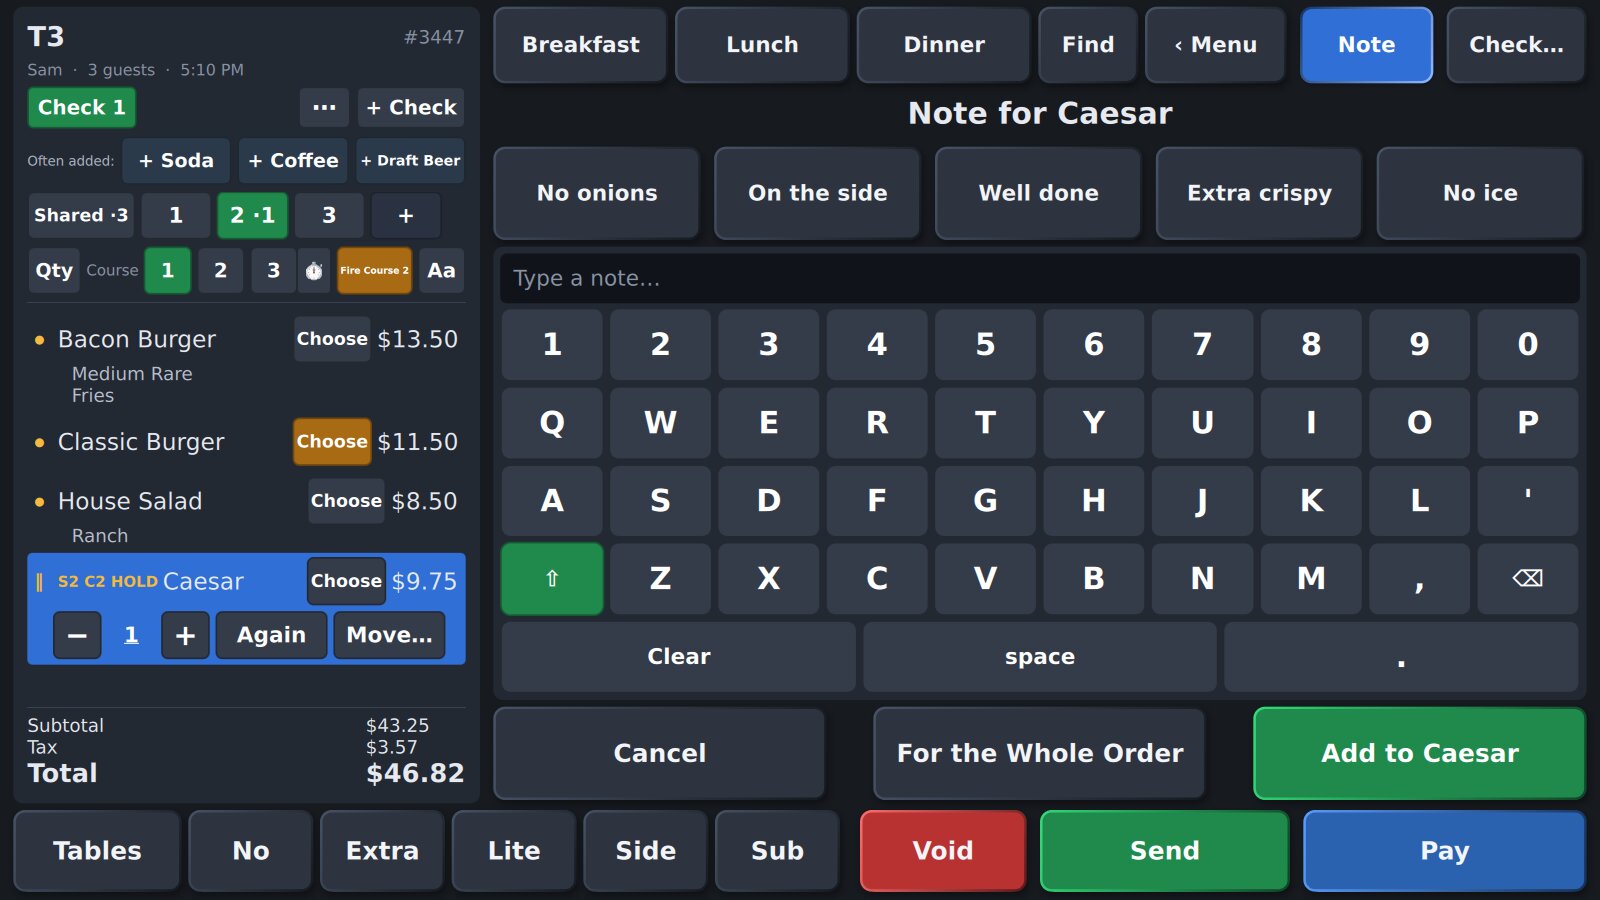 T3 #3447
Sam · 3 guests · 5:10 PM
Check 1 ··· + Check
Often added: + Soda + Coffee + Draft Beer
Shared ·3 1 2 ·1 3 +
Qty Course 1 2 3 ⏱ Fire Course 2 Aa
• Bacon Burger Choose $13.50
Medium Rare
Fries
• Classic Burger Choose $11.50
• House Salad Choose $8.50
Ranch
‖ S2 C2 HOLD Caesar Choose $9.75
− 1 + Again Move…
Subtotal $43.25
Tax $3.57
Total $46.82
Breakfast Lunch Dinner Find ‹ Menu Note Check…
Note for Caesar
No onions On the side Well done Extra crispy No ice
Type a note…
1 2 3 4 5 6 7 8 9 0
Q W E R T Y U I O P
A S D F G H J K L '
⇧ Z X C V B N M , ⌫
Clear space .
Cancel For the Whole Order Add to Caesar
Tables No Extra Lite Side Sub Void Send Pay